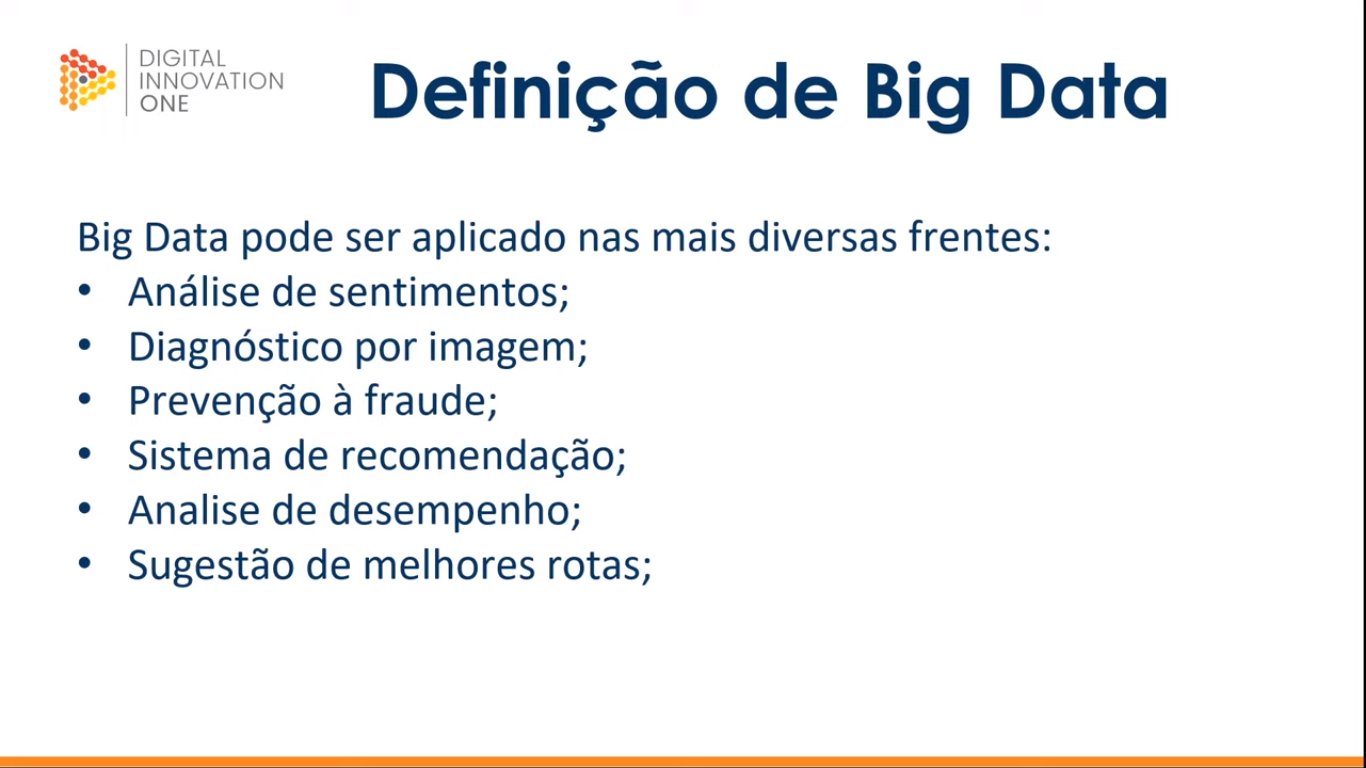 DIGITAL
INNOVATION
ONE
Definição de Big Data
Big Data pode ser aplicado nas mais diversas frentes:
• Análise de sentimentos;
• Diagnóstico por imagem;
• Prevenção à fraude;
• Sistema de recomendação;
• Analise de desempenho;
• Sugestão de melhores rotas;